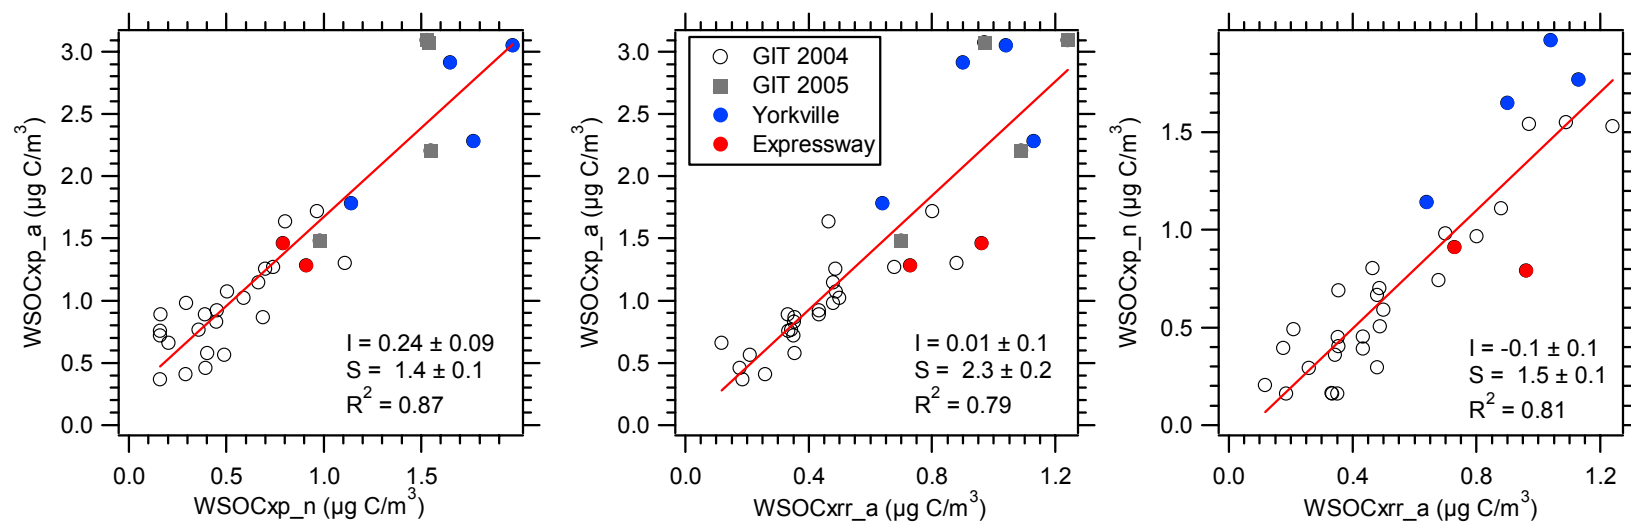 3.0
2.5
2.0
1.5
1.0
0.5
0.0
WSOCxp_a (µg C/m³)
I = 0.24 ± 0.09
S = 1.4 ± 0.1
R² = 0.87
0.0 0.5 1.0 1.5
WSOCxp_n (µg C/m³)
3.0
2.5
2.0
1.5
1.0
0.5
0.0
WSOCxp_a (µg C/m³)
GIT 2004
GIT 2005
Yorkville
Expressway
I = 0.01 ± 0.1
S = 2.3 ± 0.2
R² = 0.79
0.0 0.4 0.8 1.2
WSOCxrr_a (µg C/m³)
1.5
1.0
0.5
0.0
WSOCxp_n (µg C/m³)
I = -0.1 ± 0.1
S = 1.5 ± 0.1
R² = 0.81
0.0 0.4 0.8 1.2
WSOCxrr_a (µg C/m³)